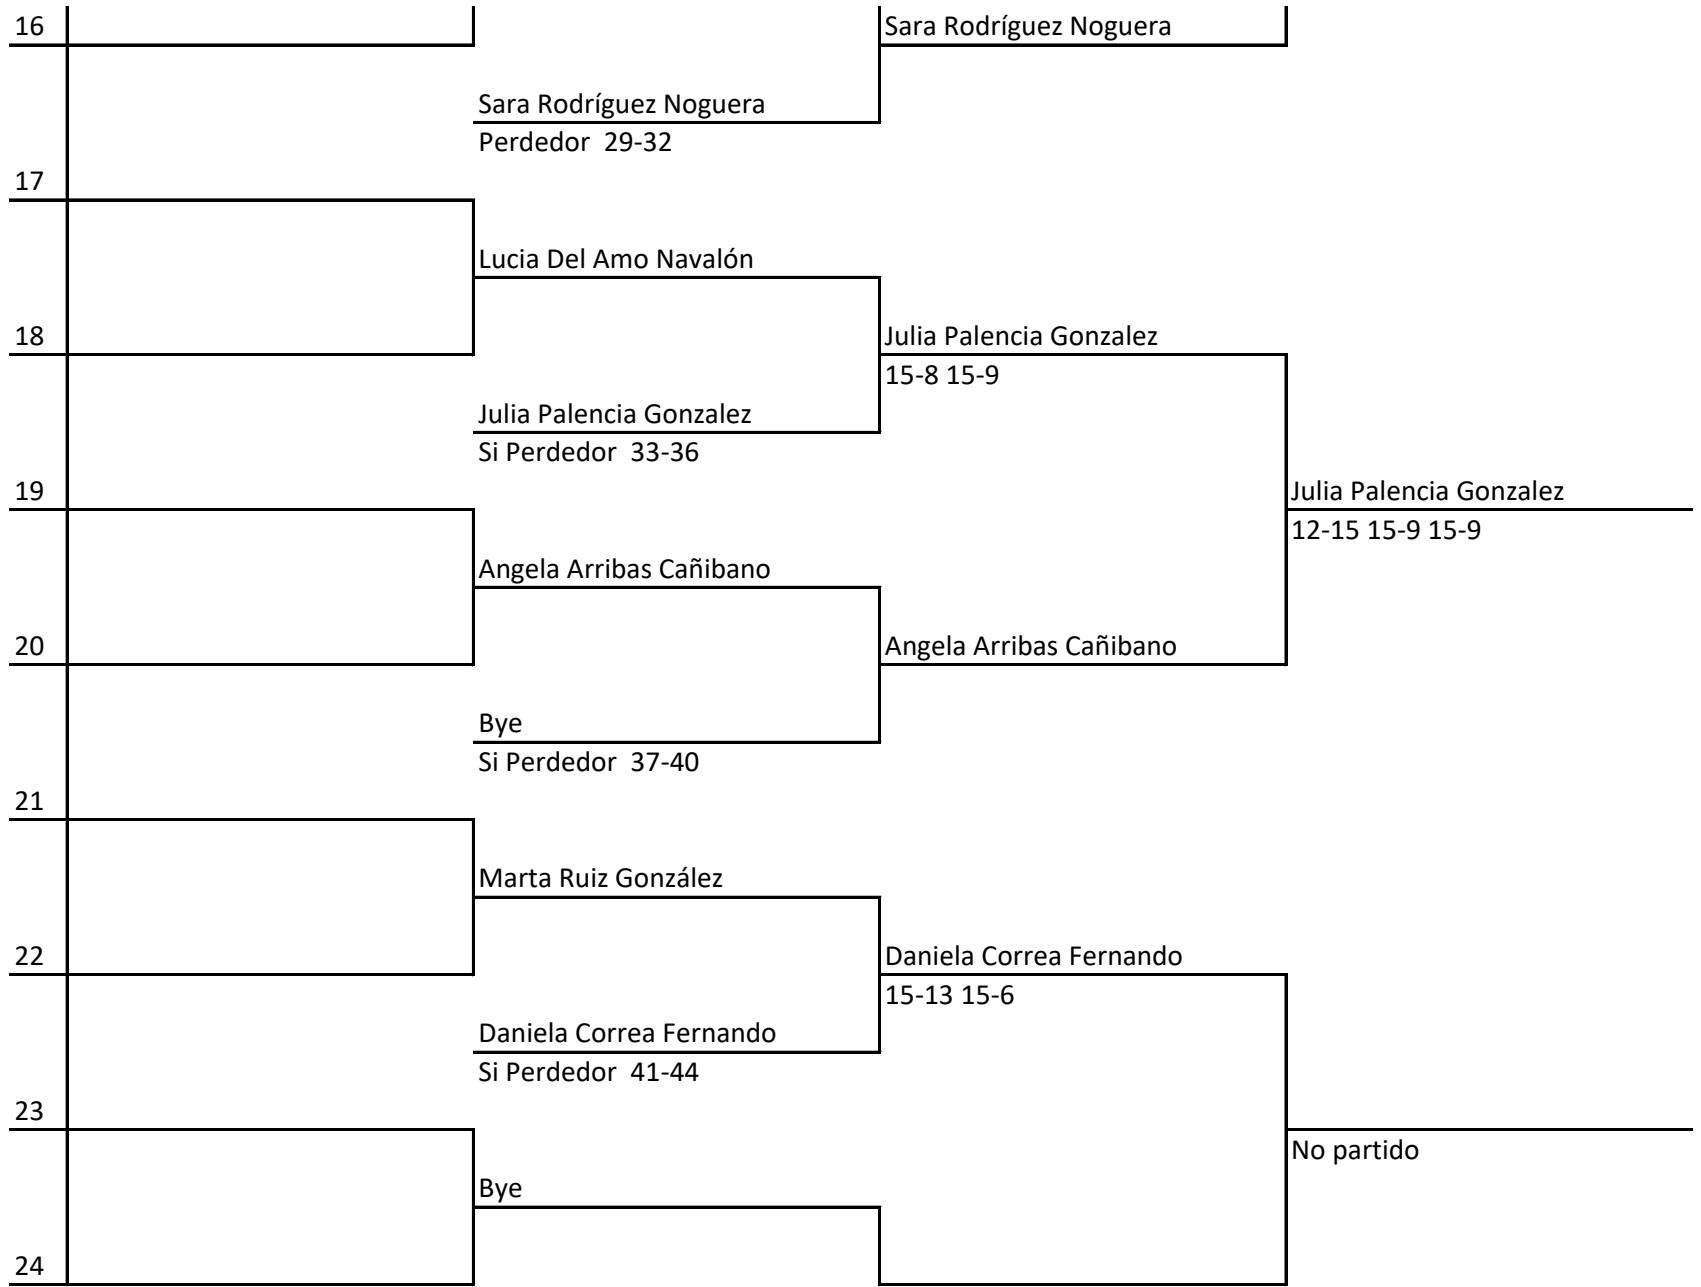 16
Sara Rodríguez Noguera
Sara Rodríguez Noguera
Perdedor  29-32
17
Lucia Del Amo Navalón
18
Julia Palencia Gonzalez
15-8 15-9
Julia Palencia Gonzalez
Si Perdedor  33-36
19
Julia Palencia Gonzalez
12-15 15-9 15-9
Angela Arribas Cañibano
20
Angela Arribas Cañibano
Bye
Si Perdedor  37-40
21
Marta Ruiz González
22
Daniela Correa Fernando
15-13 15-6
Daniela Correa Fernando
Si Perdedor  41-44
23
No partido
Bye
24